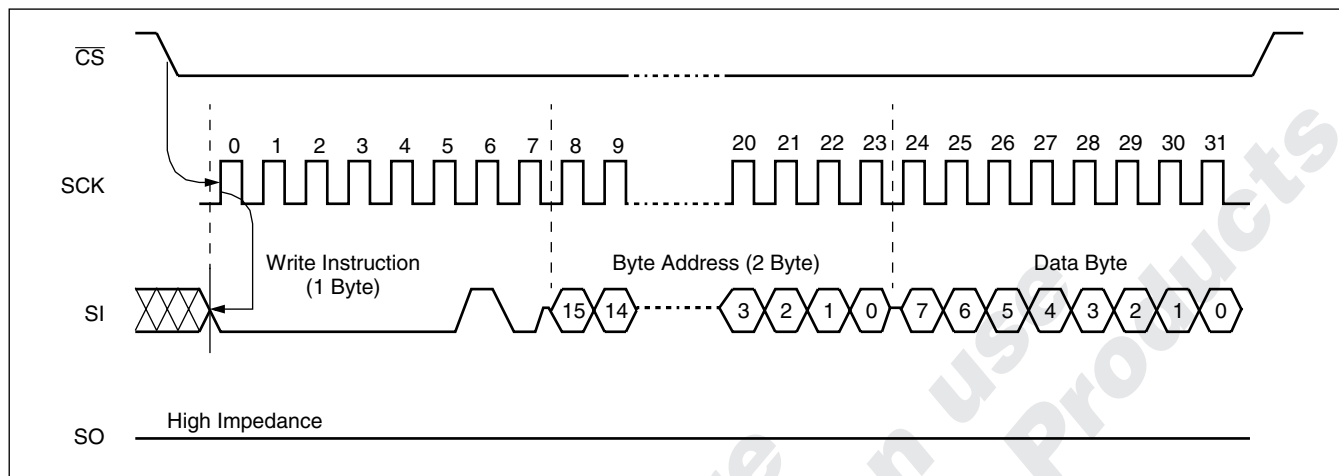 CS
0 1 2 3 4 5 6 7 8 9 20 21 22 23 24 25 26 27 28 29 30 31
SCK
Write Instruction
(1 Byte)
Byte Address (2 Byte)
Data Byte
SI
15 14 3 2 1 0 7 6 5 4 3 2 1 0
High Impedance
SO
n use
Products